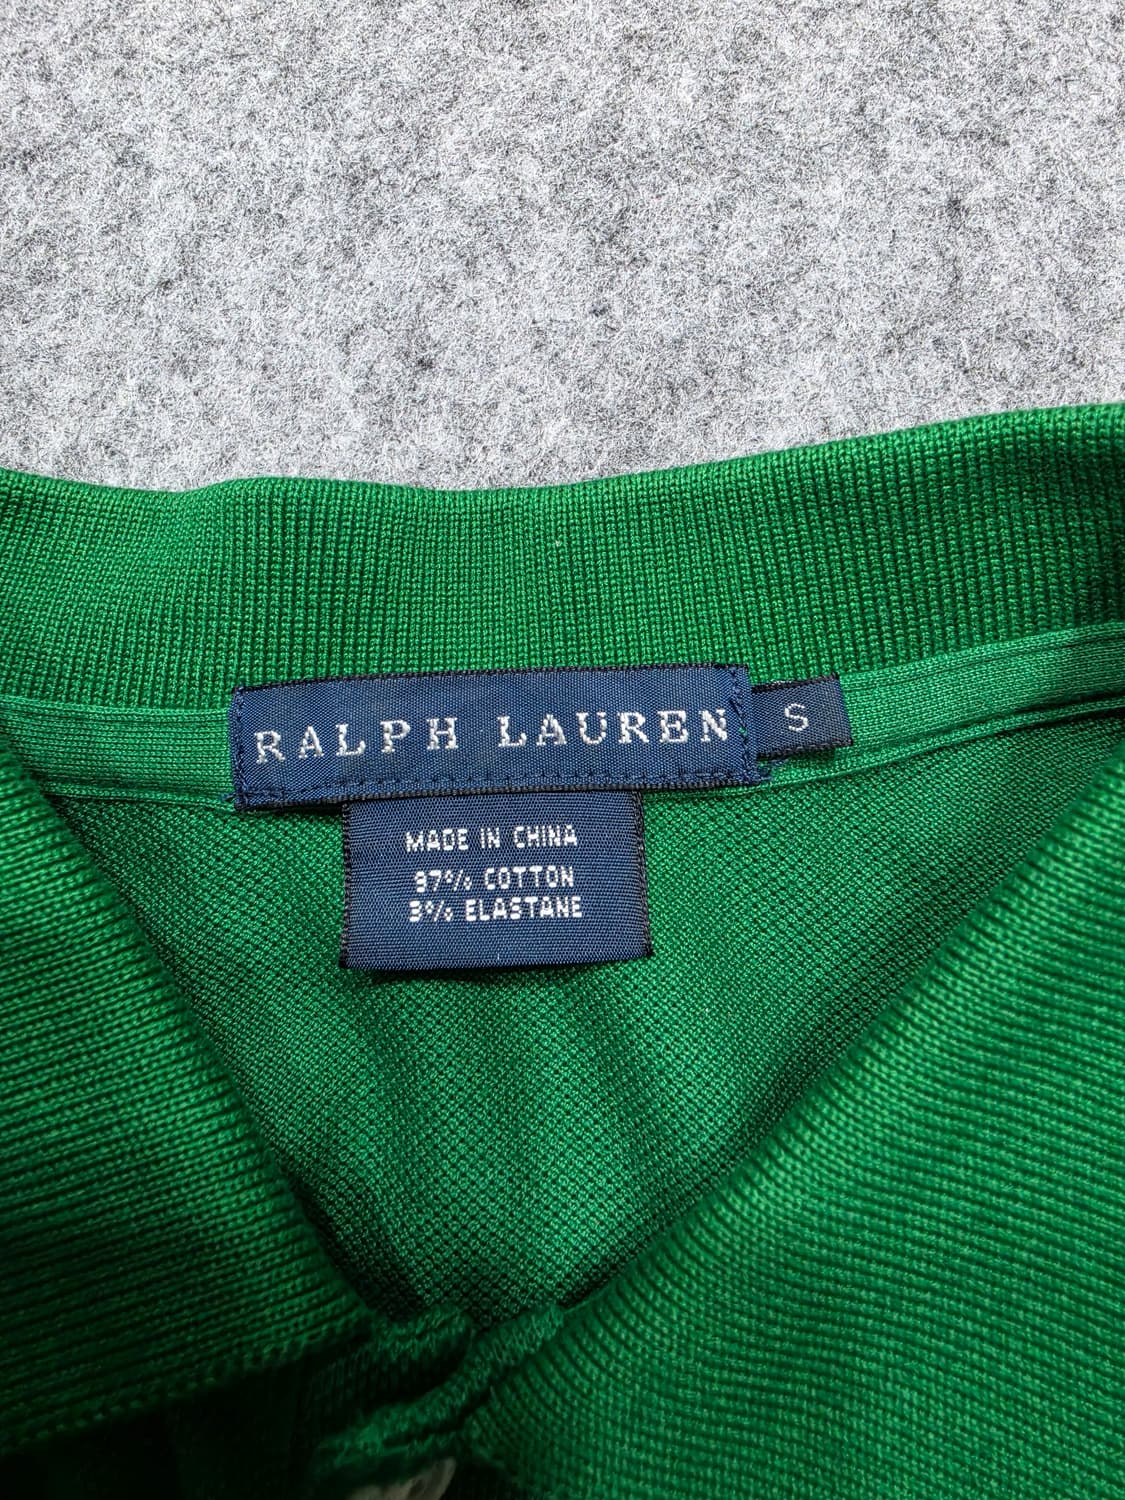 RALPH LAUREN
S
MADE IN CHINA
97% COTTON
3% ELASTANE